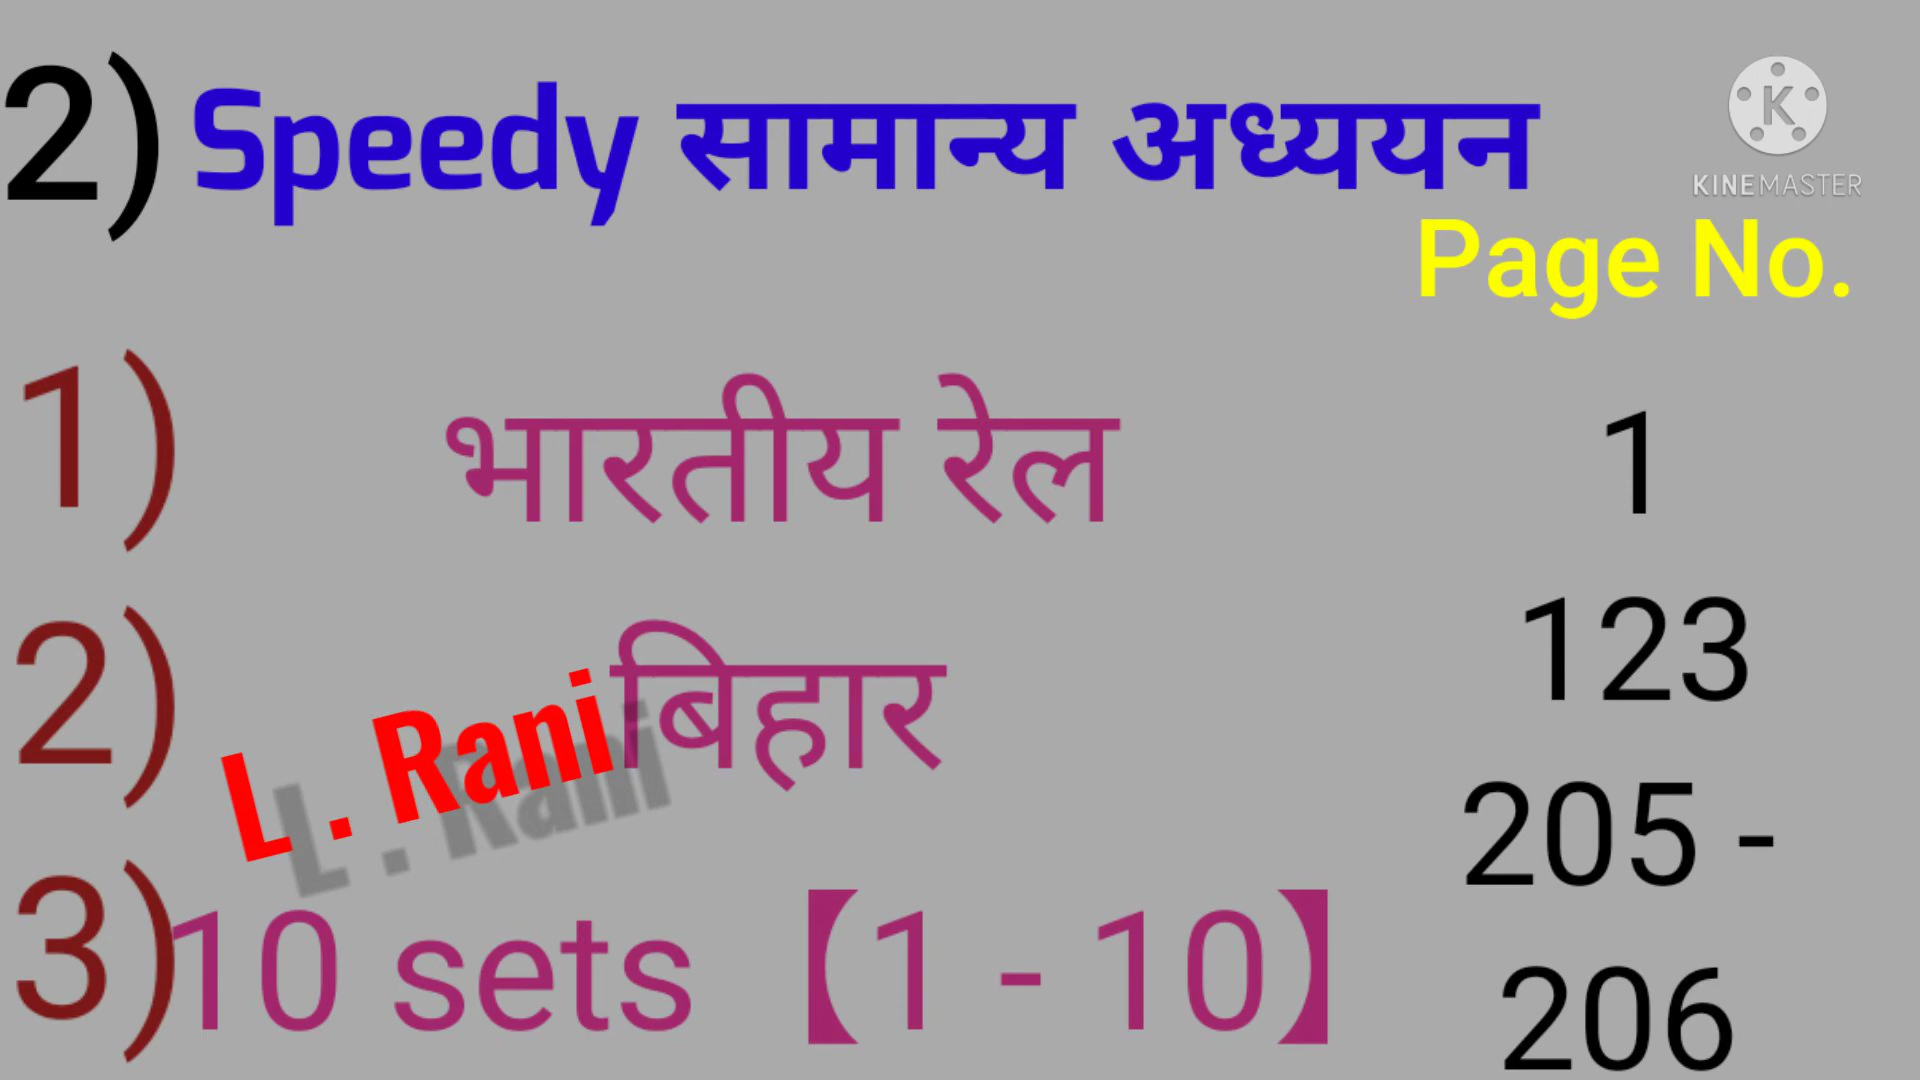 2) Speedy सामान्य अध्ययन
KINEMASTER
Page No.
1) भारतीय रेल 1
2) बिहार 123
L . Rani
205 -
3) 10 sets 【1 - 10】 206